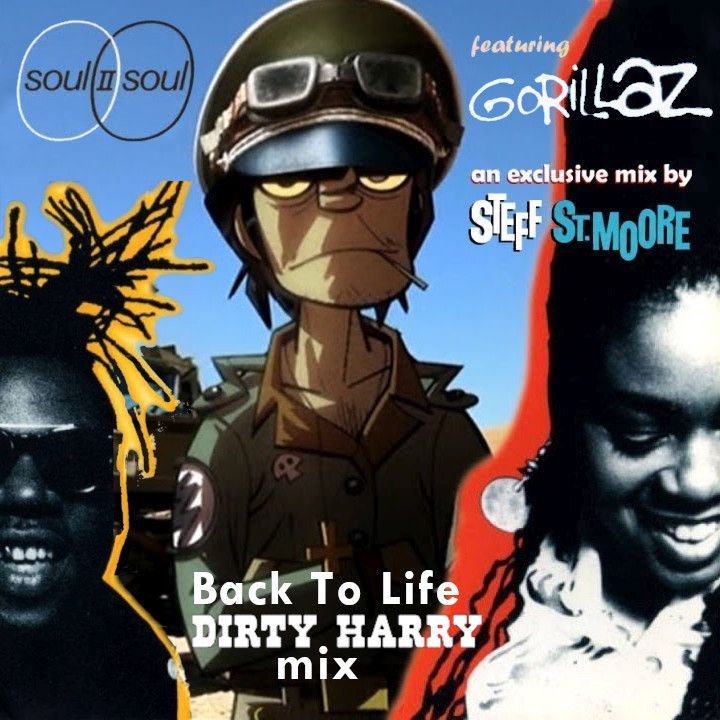 SOUL II SOUL
featuring
GORILLAZ
an exclusive mix by
STEFF ST. MOORE
Back To Life
DIRTY HARRY
mix